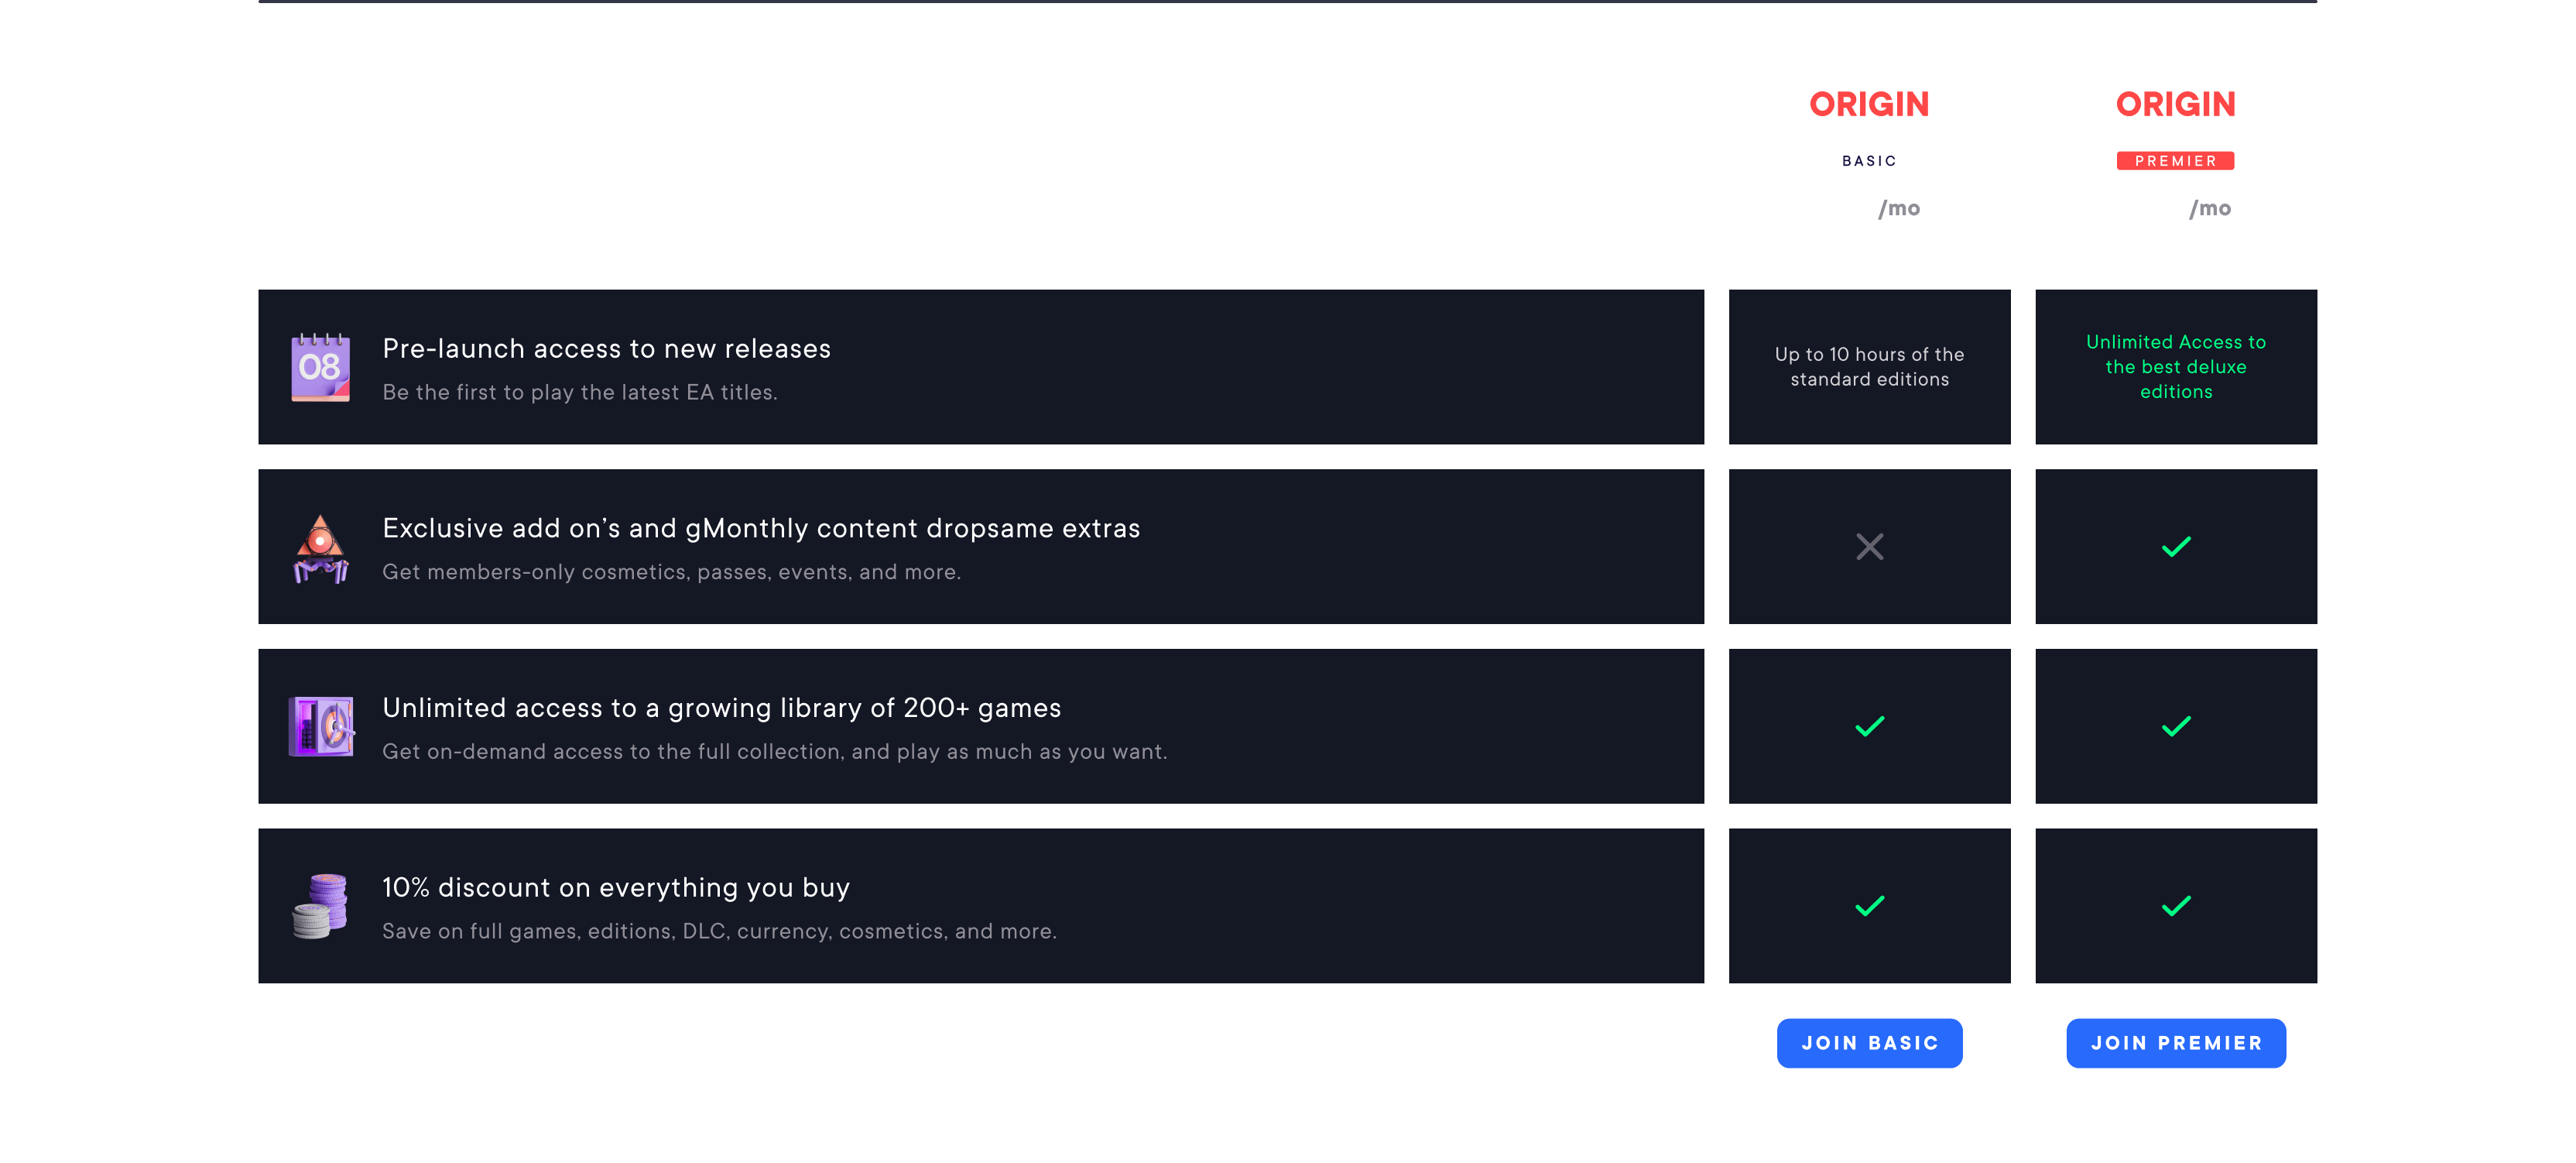 ORIGIN
ORIGIN
BASIC
PREMIER
/mo
/mo
08
Pre-launch access to new releases
Be the first to play the latest EA titles.
Up to 10 hours of the
standard editions
Unlimited Access to
the best deluxe
editions
Exclusive add on’s and gMonthly content dropsame extras
Get members-only cosmetics, passes, events, and more.
Unlimited access to a growing library of 200+ games
Get on-demand access to the full collection, and play as much as you want.
10% discount on everything you buy
Save on full games, editions, DLC, currency, cosmetics, and more.
JOIN BASIC
JOIN PREMIER